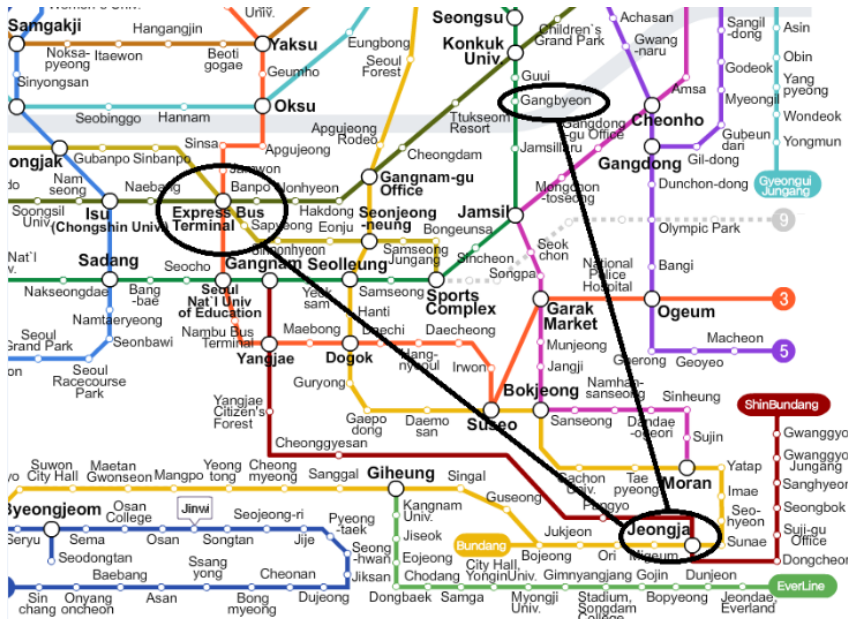 Women's Univ.
Univ.
Samgakji
Hangangjin
Noksa-
pyeong
Itaewon
Beoti
gogae
Yaksu
Eungbong
Seoul
Forest
Seongsu
Konkuk
Univ.
Children's
Grand Park
Achasan
Gwang
-naru
Sangil
-dong
Asin
Sinyongsan
Geumho
Guui
Godeok
Obin
Yang
pyeong
Amsa
Myeongil
Wondeok
Seobinggo
Hannam
Oksu
Apgujeong
Rodeo
Ttukseom
Resort
Gangbyeon
Gangdong
-gu Office
Cheonho
Gubeun
dari
Yongmun
ongjak
Gubanpo
Sinbanpo
Sinsa
Apgujeong
Jamwon
Cheongdam
Jamsillaru
Gangdong
Gil-dong
Nam
seong
Naebang
Banpo
Nonhyeon
Gangnam-gu
Office
Mongchon
-toseong
Dunchon-dong
Gyeongui
Jungang
do
Soongsil
Univ.
Isu
(Chongshin Univ)
Express Bus
Terminal
Hakdong
Sapyeong
Eonju
Seonjeong
-neung
Bongeunsa
Jamsil
Olympic Park
9
Nat`l
v.
Sadang
Seocho
Sinnonhyeon
Gangnam
Seolleung
Samseong
Jungang
Sincheon
Seok
chon
Songpa
National
Police
Hospital
Bangi
Nakseongdae
Bang
-bae
Seoul
Nat`l Univ
of Education
Yeok
sam
Samseong
Sports
Complex
Garak
Market
Ogeum
3
Namtaeryeong
Hanti
Seoul
Grand Park
Seonbawi
Nambu Bus
Terminal
Maebong
Daechi
Daecheong
Munjeong
Macheon
on
Seoul
Racecourse
Park
Yangjae
Dogok
Hang-
nyeoul
Irwon
Jangji
Gaerong
Geoyeo
5
Yangjae
Citizen's
Forest
Guryong
Bokjeong
Namhan-
sanseong
Sinheung
ShinBundang
Gaepo
dong
Daemo
san
Suseo
Sanseong
Dandae
-ogeori
Sujin
Gwanggyo
Cheonggyesan
Gwanggyo
Jungang
yo
Suwon
City Hall
Maetan
Gwonseon
Mangpo
Yeong
tong
Cheong
myeong
Sanggal
Giheung
Singal
Gachon
Univ.
Tae
pyeong
Moran
Yatap
Sanghyeon
Byeongjeom
Osan
College
Jinwi
Seojeong-ri
Pyeong
-taek
Kangnam
Univ.
Guseong
Pangyo
Imae
Seongbok
Seo-
hyeon
Seryu
Sema
Osan
Songtan
Jije
Seong
-hwan
Jiseok
Jukjeon
Jeongja
Sunae
Suji-gu
Office
Seodongtan
Eojeong
Bundang
Bojeong
Ori
Migeum
Dongcheon
Baebang
Ssang
yong
Cheonan
Jiksan
Chodang
City Hall,
YonginUniv.
Gimnyangjang
Gojin
Dunjeon
EverLine
Sin
chang
Onyang
oncheon
Asan
Bong
myeong
Dujeong
Dongbaek
Samga
Myongji
Univ.
Stadium,
Songdam
College
Bopyeong
Jeondae,
Everland